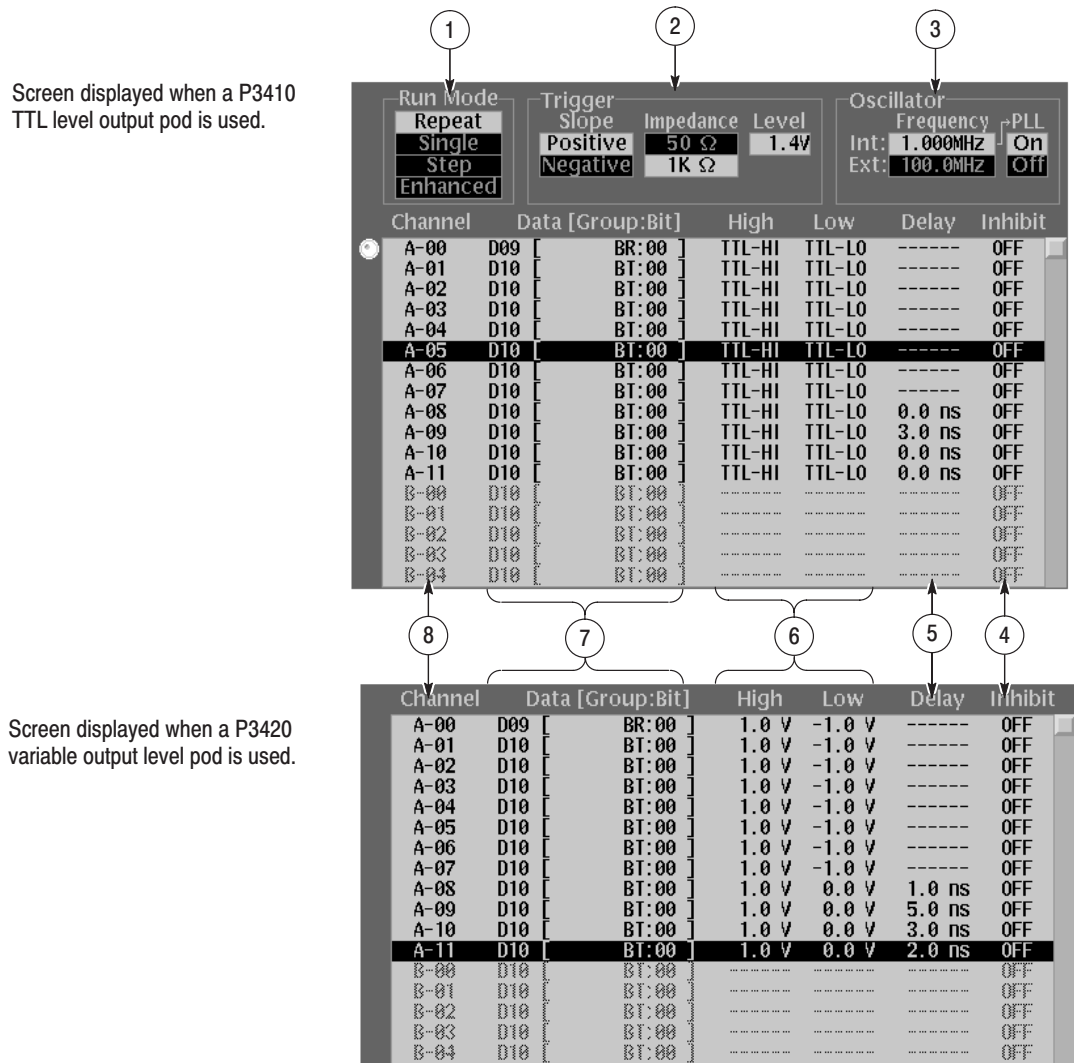 1 2 3
Screen displayed when a P3410
TTL level output pod is used.
Run Mode Trigger Oscillator
Slope Impedance Level Frequency PLL
Repeat Positive 50 Ω 1.4V Int: 1.000MHz On
Single Negative 1K Ω Ext: 100.0MHz Off
Step
Enhanced
Channel Data [Group:Bit] High Low Delay Inhibit
A-00 D09 [ BR:00 ] TTL-HI TTL-LO ------ OFF
A-01 D10 [ BT:00 ] TTL-HI TTL-LO ------ OFF
A-02 D10 [ BT:00 ] TTL-HI TTL-LO ------ OFF
A-03 D10 [ BT:00 ] TTL-HI TTL-LO ------ OFF
A-04 D10 [ BT:00 ] TTL-HI TTL-LO ------ OFF
A-05 D10 [ BT:00 ] TTL-HI TTL-LO ------ OFF
A-06 D10 [ BT:00 ] TTL-HI TTL-LO ------ OFF
A-07 D10 [ BT:00 ] TTL-HI TTL-LO ------ OFF
A-08 D10 [ BT:00 ] TTL-HI TTL-LO 0.0 ns OFF
A-09 D10 [ BT:00 ] TTL-HI TTL-LO 3.0 ns OFF
A-10 D10 [ BT:00 ] TTL-HI TTL-LO 0.0 ns OFF
A-11 D10 [ BT:00 ] TTL-HI TTL-LO 0.0 ns OFF
B-00 D10 [ BT:00 ] ------ ------ ------ OFF
B-01 D10 [ BT:00 ] ------ ------ ------ OFF
B-02 D10 [ BT:00 ] ------ ------ ------ OFF
B-03 D10 [ BT:00 ] ------ ------ ------ OFF
B-04 D10 [ BT:00 ] ------ ------ ------ OFF
8 7 6 5 4
Screen displayed when a P3420
variable output level pod is used.
Channel Data [Group:Bit] High Low Delay Inhibit
A-00 D09 [ BR:00 ] 1.0 V -1.0 V ------ OFF
A-01 D10 [ BT:00 ] 1.0 V -1.0 V ------ OFF
A-02 D10 [ BT:00 ] 1.0 V -1.0 V ------ OFF
A-03 D10 [ BT:00 ] 1.0 V -1.0 V ------ OFF
A-04 D10 [ BT:00 ] 1.0 V -1.0 V ------ OFF
A-05 D10 [ BT:00 ] 1.0 V -1.0 V ------ OFF
A-06 D10 [ BT:00 ] 1.0 V -1.0 V ------ OFF
A-07 D10 [ BT:00 ] 1.0 V -1.0 V ------ OFF
A-08 D10 [ BT:00 ] 1.0 V 0.0 V 1.0 ns OFF
A-09 D10 [ BT:00 ] 1.0 V 0.0 V 5.0 ns OFF
A-10 D10 [ BT:00 ] 1.0 V 0.0 V 3.0 ns OFF
A-11 D10 [ BT:00 ] 1.0 V 0.0 V 2.0 ns OFF
B-00 D10 [ BT:00 ] ------ ------ ------ OFF
B-01 D10 [ BT:00 ] ------ ------ ------ OFF
B-02 D10 [ BT:00 ] ------ ------ ------ OFF
B-03 D10 [ BT:00 ] ------ ------ ------ OFF
B-04 D10 [ BT:00 ] ------ ------ ------ OFF